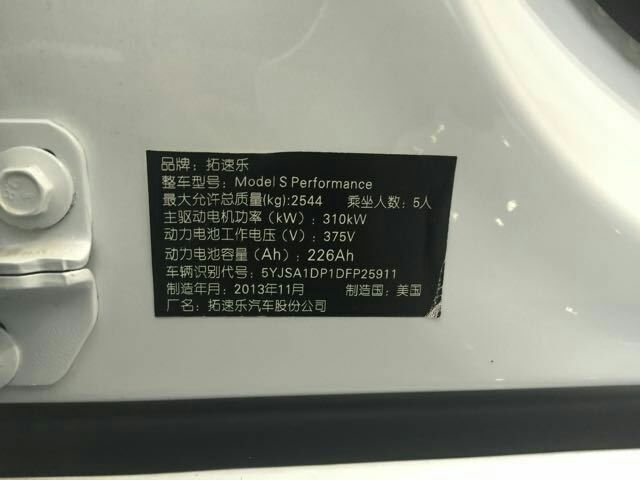 品牌: 拓速乐
整车型号: Model S Performance
最大允许总质量(kg):2544 乘坐人数: 5人
主驱动电机功率（kW）: 310kW
动力电池工作电压（V）: 375V
动力电池容量（Ah）: 226Ah
车辆识别代号: 5YJSA1DP1DFP25911
制造年月: 2013年11月 制造国: 美国
厂名: 拓速乐汽车股份公司